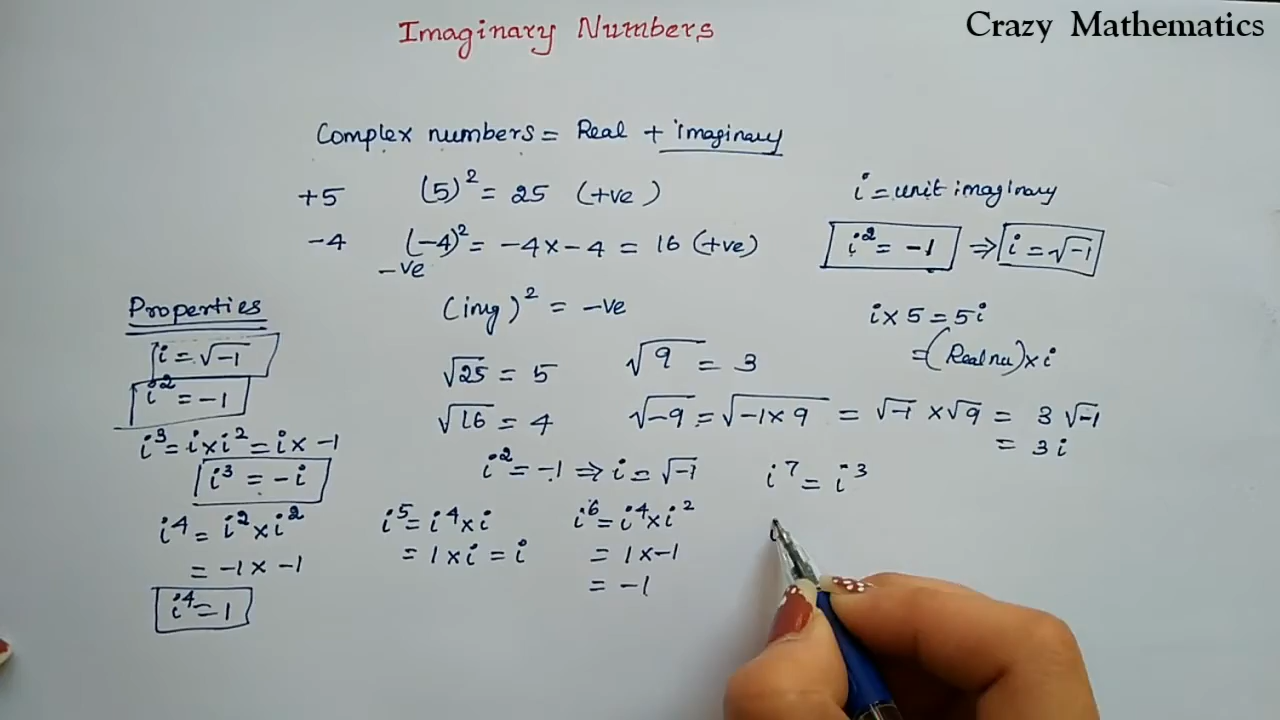 Crazy Mathematics
Imaginary Numbers
Complex numbers = Real + imaginary
+5 (5)² = 25 (+ve)
-4 (-4)² = -4 x -4 = 16 (+ve)
-ve
(img)² = -ve
√25 = 5 √9 = 3
√16 = 4 √-9 = √-1 x 9 = √-1 x √9 = 3 √-1
= 3i
i² = -1 ⇒ i = √-1
i = unit imaginary
i² = -1 ⇒ i = √-1
i x 5 = 5i
= (Real nu) x i
Properties
i = √-1
i² = -1
i³ = i x i² = i x -1
i³ = -i
i⁴ = i² x i²
= -1 x -1
i⁴ = 1
i⁵ = i⁴ x i
= 1 x i = i
i⁶ = i⁴ x i²
= 1 x -1
= -1
i⁷ = i³
i